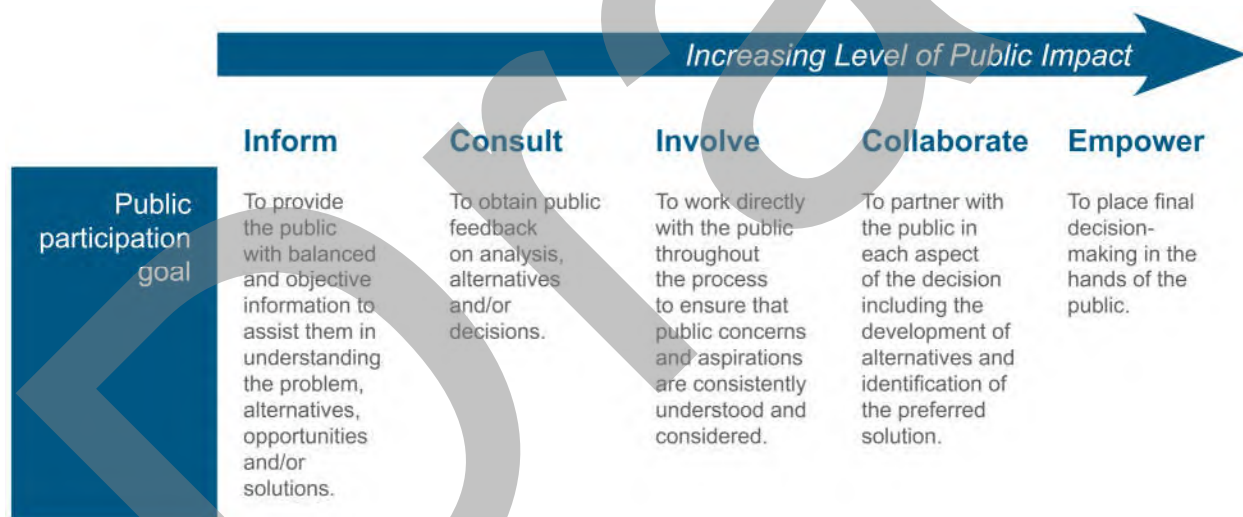 Increasing Level of Public Impact
Inform
Consult
Involve
Collaborate
Empower
Public
participation
goal
To provide
the public
with balanced
and objective
information to
assist them in
understanding
the problem,
alternatives,
opportunities
and/or
solutions.
To obtain public
feedback
on analysis,
alternatives
and/or
decisions.
To work directly
with the public
throughout
the process
to ensure that
public concerns
and aspirations
are consistently
understood and
considered.
To partner with
the public in
each aspect
of the decision
including the
development of
alternatives and
identification of
the preferred
solution.
To place final
decision-
making in the
hands of the
public.